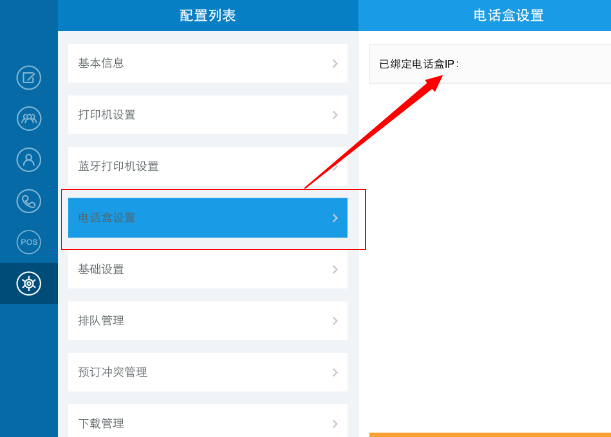 配置列表
电话盒设置
基本信息
已绑定电话盒IP：
打印机设置
蓝牙打印机设置
电话盒设置
POS
基础设置
排队管理
预订冲突管理
下载管理